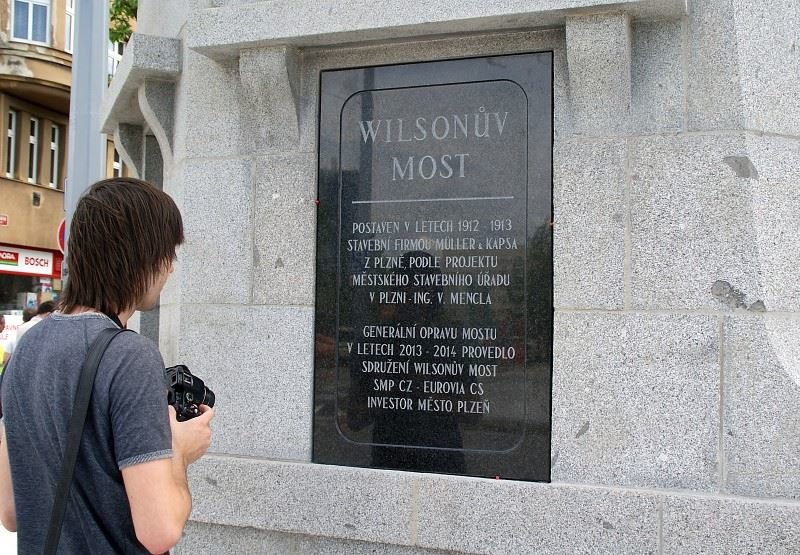 WILSONŮV
MOST
POSTAVEN V LETECH 1912 - 1913
STAVEBNÍ FIRMOU MÜLLER & KAPSA
Z PLZNĚ, PODLE PROJEKTU
MĚSTSKÉHO STAVEBNÍHO ÚŘADU
V PLZNI - ING. V. MENCLA
GENERÁLNÍ OPRAVU MOSTU
V LETECH 2013 - 2014 PROVEDLO
SDRUŽENÍ WILSONŮV MOST
SMP CZ - EUROVIA CS
INVESTOR MĚSTO PLZEŇ
BOSCH